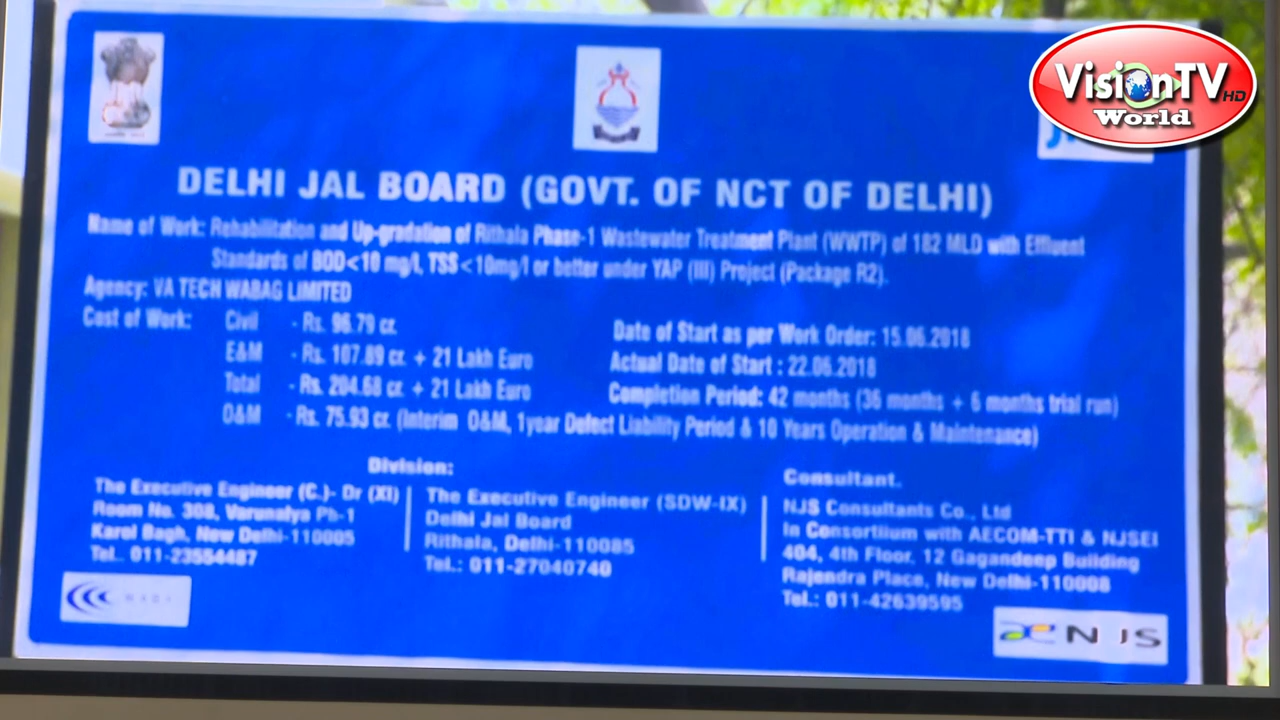 VisionTV HD
World
DELHI JAL BOARD (GOVT. OF NCT OF DELHI)
Name of Work: Rehabilitation and Up-gradation of Rithala Phase-1 Wastewater Treatment Plant (WWTP) of 182 MLD with Effluent
Standards of BOD<10 mg/l, TSS<10mg/l or better under YAP (III) Project (Package R2).
Agency: VA TECH WABAG LIMITED
Cost of Work: Civil - Rs. 96.79 cr. Date of Start as per Work Order: 15.06.2018
E&M - Rs. 107.89 cr. + 21 Lakh Euro Actual Date of Start : 22.06.2018
Total - Rs. 204.68 cr. + 21 Lakh Euro Completion Period: 42 months (36 months + 6 months trial run)
O&M - Rs. 75.93 cr. (Interim O&M, 1year Defect Liability Period & 10 Years Operation & Maintenance)
Division:
The Executive Engineer (C.)- Dr (XI)
Room No. 308, Varunalya Ph-1
Karol Bagh, New Delhi-110005
Tel.. 011-23554487
The Executive Engineer (SDW-IX)
Delhi Jal Board
Rithala, Delhi-110085
Tel.: 011-27040740
Consultant.
NJS Consultants Co., Ltd
In Consortium with AECOM-TTI & NJSEI
404, 4th Floor, 12 Gagandeep Building
Rajendra Place, New Delhi-110008
Tel.: 011-42639595
NJS